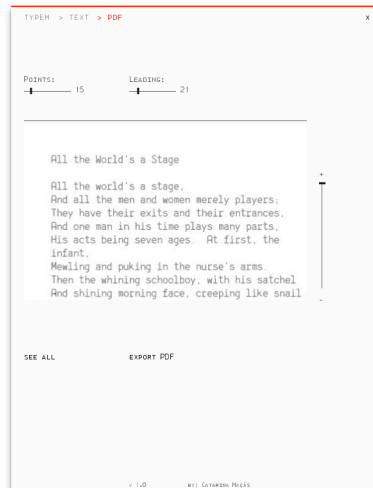 TYPEM > TEXT > PDF x
POINTS: LEADING:
15 21
All the World's a Stage
All the world's a stage,
And all the men and women merely players;
They have their exits and their entrances,
And one man in his time plays many parts,
His acts being seven ages. At first, the
infant,
Mewling and puking in the nurse's arms.
Then the whining schoolboy, with his satchel
And shining morning face, creeping like snail
+
-
SEE ALL EXPORT PDF
V 1.0 BY: CATARINA MAÇÃS